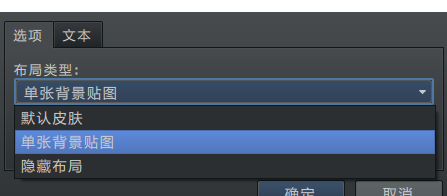 选项 文本
布局类型:
单张背景贴图
默认皮肤
单张背景贴图
隐藏布局
确定 取消